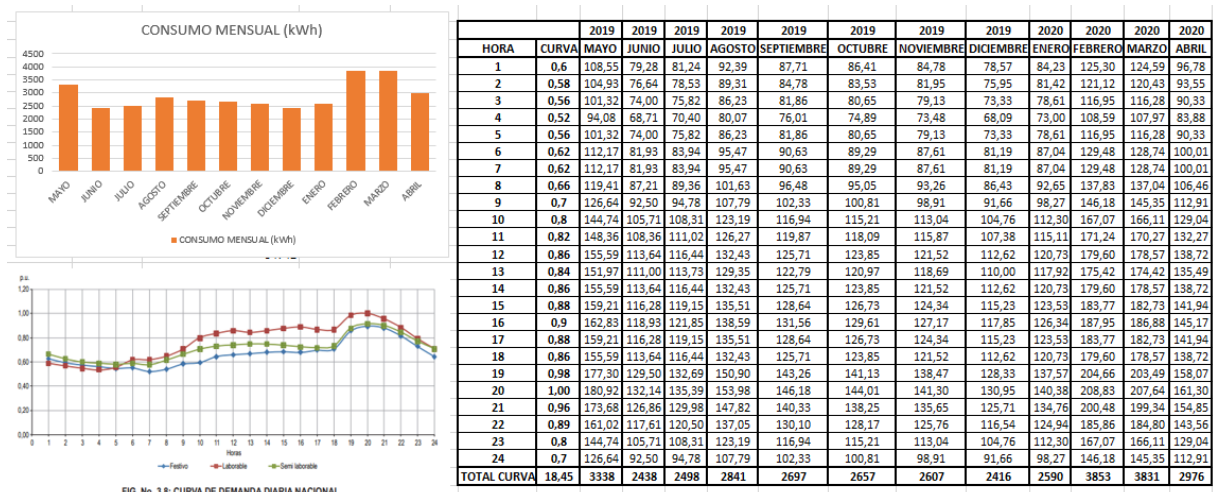 CONSUMO MENSUAL (kWh)
4500
4000
3500
3000
2500
2000
1500
1000
500
0
MAYO JUNIO JULIO AGOSTO SEPTIEMBRE OCTUBRE NOVIEMBRE DICIEMBRE ENERO FEBRERO MARZO ABRIL
CONSUMO MENSUAL (kWh)
p.u.
1,20
1,00
0,80
0,60
0,40
0,20
0,00
0 1 2 3 4 5 6 7 8 9 10 11 12 13 14 15 16 17 18 19 20 21 22 23 24
Horas
Festivo Laborable Semi laborable
FIG. No. 3.8: CURVA DE DEMANDA DIARIA NACIONAL
2019 2019 2019 2019 2019 2019 2019 2019 2020 2020 2020 2020
HORA CURVA MAYO JUNIO JULIO AGOSTO SEPTIEMBRE OCTUBRE NOVIEMBRE DICIEMBRE ENERO FEBRERO MARZO ABRIL
1 0,6 108,55 79,28 81,24 92,39 87,71 86,41 84,78 78,57 84,23 125,30 124,59 96,78
2 0,58 104,93 76,64 78,53 89,31 84,78 83,53 81,95 75,95 81,42 121,12 120,43 93,55
3 0,56 101,32 74,00 75,82 86,23 81,86 80,65 79,13 73,33 78,61 116,95 116,28 90,33
4 0,52 94,08 68,71 70,40 80,07 76,01 74,89 73,48 68,09 73,00 108,59 107,97 83,88
5 0,56 101,32 74,00 75,82 86,23 81,86 80,65 79,13 73,33 78,61 116,95 116,28 90,33
6 0,62 112,17 81,93 83,94 95,47 90,63 89,29 87,61 81,19 87,04 129,48 128,74 100,01
7 0,62 112,17 81,93 83,94 95,47 90,63 89,29 87,61 81,19 87,04 129,48 128,74 100,01
8 0,66 119,41 87,21 89,36 101,63 96,48 95,05 93,26 86,43 92,65 137,83 137,04 106,46
9 0,7 126,64 92,50 94,78 107,79 102,33 100,81 98,91 91,66 98,27 146,18 145,35 112,91
10 0,8 144,74 105,71 108,31 123,19 116,94 115,21 113,04 104,76 112,30 167,07 166,11 129,04
11 0,82 148,36 108,36 111,02 126,27 119,87 118,09 115,87 107,38 115,11 171,24 170,27 132,27
12 0,86 155,59 113,64 116,44 132,43 125,71 123,85 121,52 112,62 120,73 179,60 178,57 138,72
13 0,84 151,97 111,00 113,73 129,35 122,79 120,97 118,69 110,00 117,92 175,42 174,42 135,49
14 0,86 155,59 113,64 116,44 132,43 125,71 123,85 121,52 112,62 120,73 179,60 178,57 138,72
15 0,88 159,21 116,28 119,15 135,51 128,64 126,73 124,34 115,23 123,53 183,77 182,73 141,94
16 0,9 162,83 118,93 121,85 138,59 131,56 129,61 127,17 117,85 126,34 187,95 186,88 145,17
17 0,88 159,21 116,28 119,15 135,51 128,64 126,73 124,34 115,23 123,53 183,77 182,73 141,94
18 0,86 155,59 113,64 116,44 132,43 125,71 123,85 121,52 112,62 120,73 179,60 178,57 138,72
19 0,98 177,30 129,50 132,69 150,90 143,26 141,13 138,47 128,33 137,57 204,66 203,49 158,07
20 1,00 180,92 132,14 135,39 153,98 146,18 144,01 141,30 130,95 140,38 208,83 207,64 161,30
21 0,96 173,68 126,86 129,98 147,82 140,33 138,25 135,65 125,71 134,76 200,48 199,34 154,85
22 0,89 161,02 117,61 120,50 137,05 130,10 128,17 125,76 116,54 124,94 185,86 184,80 143,56
23 0,8 144,74 105,71 108,31 123,19 116,94 115,21 113,04 104,76 112,30 167,07 166,11 129,04
24 0,7 126,64 92,50 94,78 107,79 102,33 100,81 98,91 91,66 98,27 146,18 145,35 112,91
TOTAL CURVA 18,45 3338 2438 2498 2841 2697 2657 2607 2416 2590 3853 3831 2976